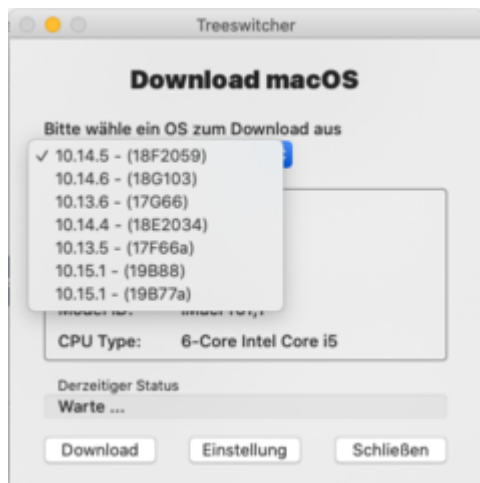 Treeswitcher
Download macOS
Bitte wähle ein OS zum Download aus
✓ 10.14.5 - (18F2059)
10.14.6 - (18G103)
10.13.6 - (17G66)
10.14.4 - (18E2034)
10.13.5 - (17F66a)
10.15.1 - (19B88)
10.15.1 - (19B77a)
CPU Type: 6-Core Intel Core i5
Derzeitiger Status
Warte ...
Download Einstellung Schließen